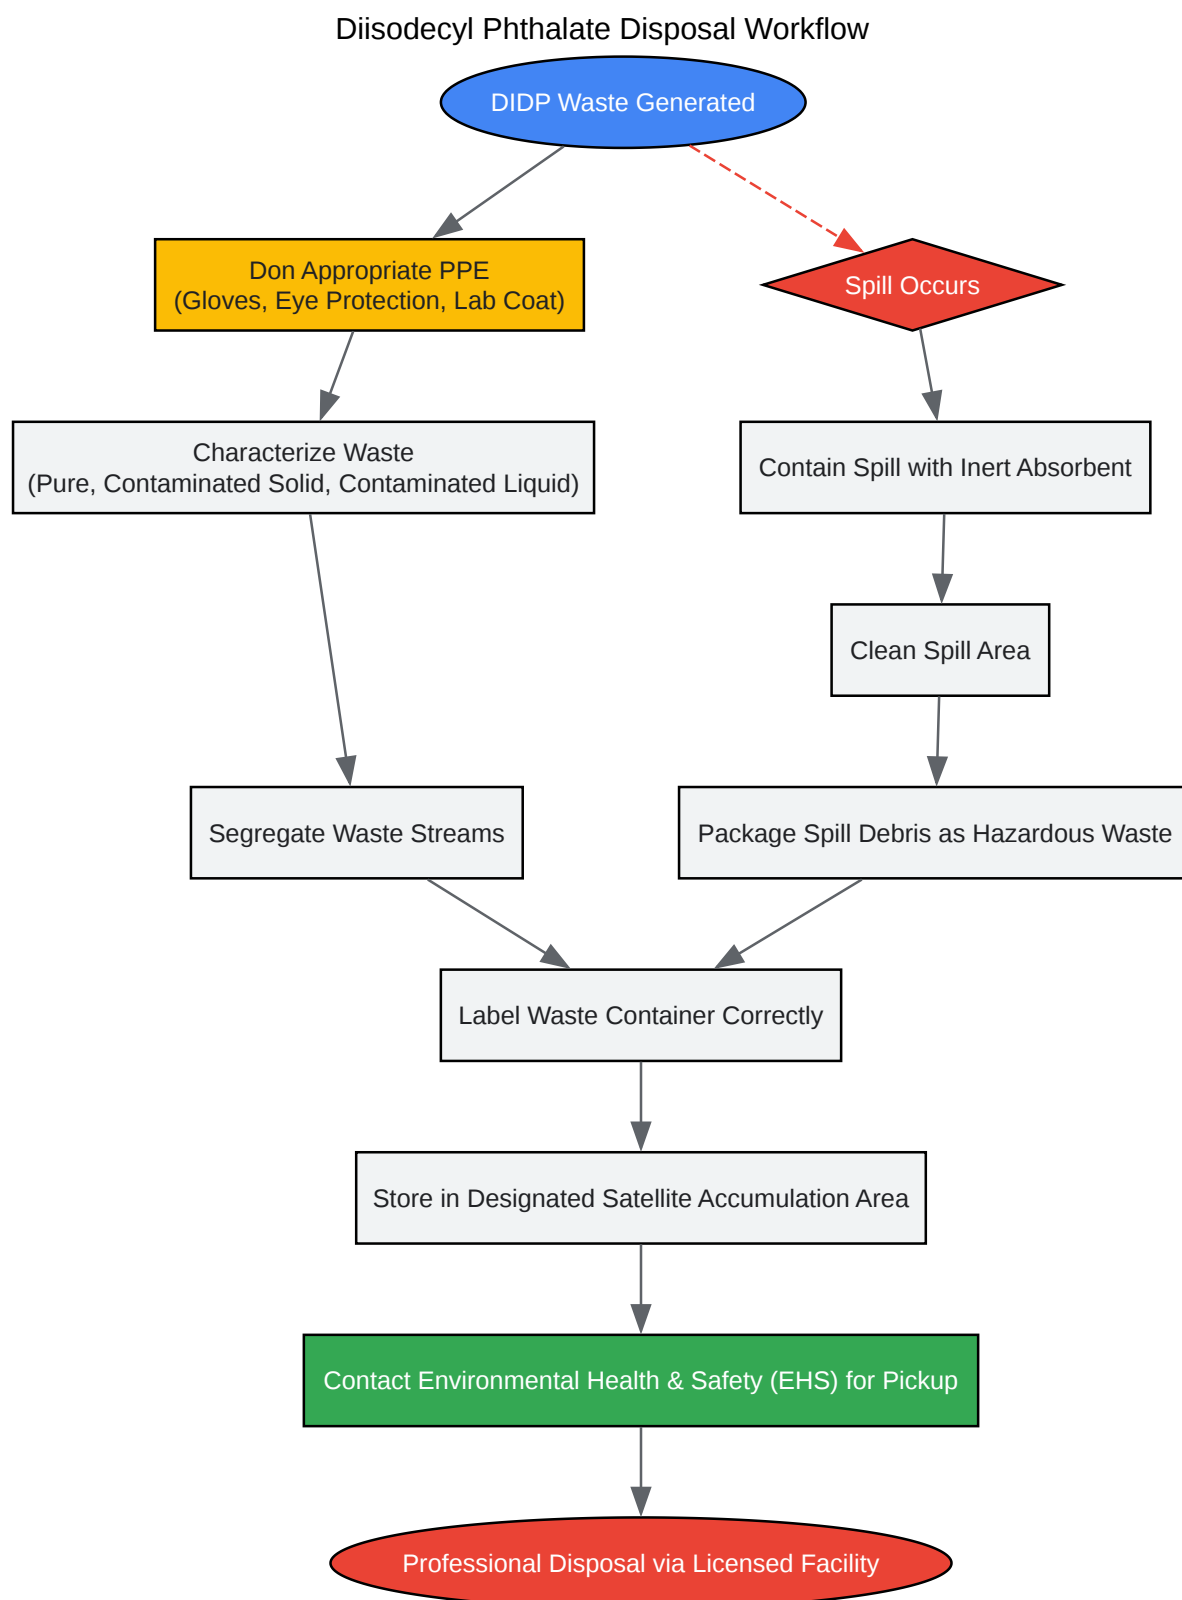 Diisodecyl Phthalate Disposal Workflow
DIDP Waste Generated
Don Appropriate PPE
(Gloves, Eye Protection, Lab Coat)
Spill Occurs
Characterize Waste
(Pure, Contaminated Solid, Contaminated Liquid)
Contain Spill with Inert Absorbent
Clean Spill Area
Segregate Waste Streams
Package Spill Debris as Hazardous Waste
Label Waste Container Correctly
Store in Designated Satellite Accumulation Area
Contact Environmental Health & Safety (EHS) for Pickup
Professional Disposal via Licensed Facility